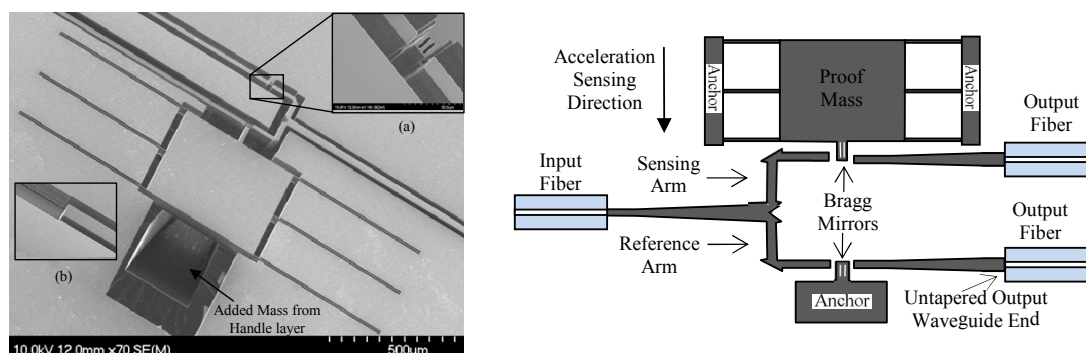 (a)
(b)
Added Mass from
Handle layer
10.0kV 12.0mm x70 SE(M)
500um
Acceleration
Sensing
Direction
Anchor
Proof
Mass
Anchor
Output
Fiber
Input
Fiber
Sensing
Arm
Bragg
Mirrors
Output
Fiber
Reference
Arm
Anchor
Untapered Output
Waveguide End